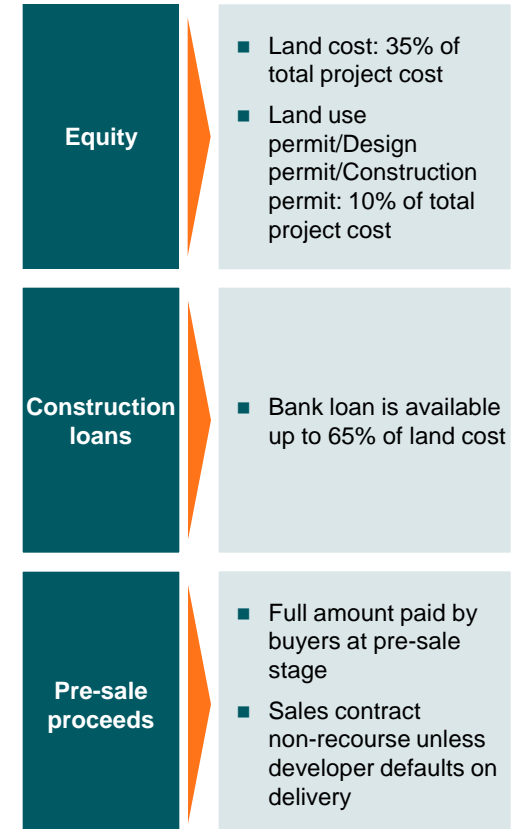 Equity
■ Land cost: 35% of
total project cost
■ Land use
permit/Design
permit/Construction
permit: 10% of total
project cost
Construction
loans
■ Bank loan is available
up to 65% of land cost
Pre-sale
proceeds
■ Full amount paid by
buyers at pre-sale
stage
■ Sales contract
non-recourse unless
developer defaults on
delivery